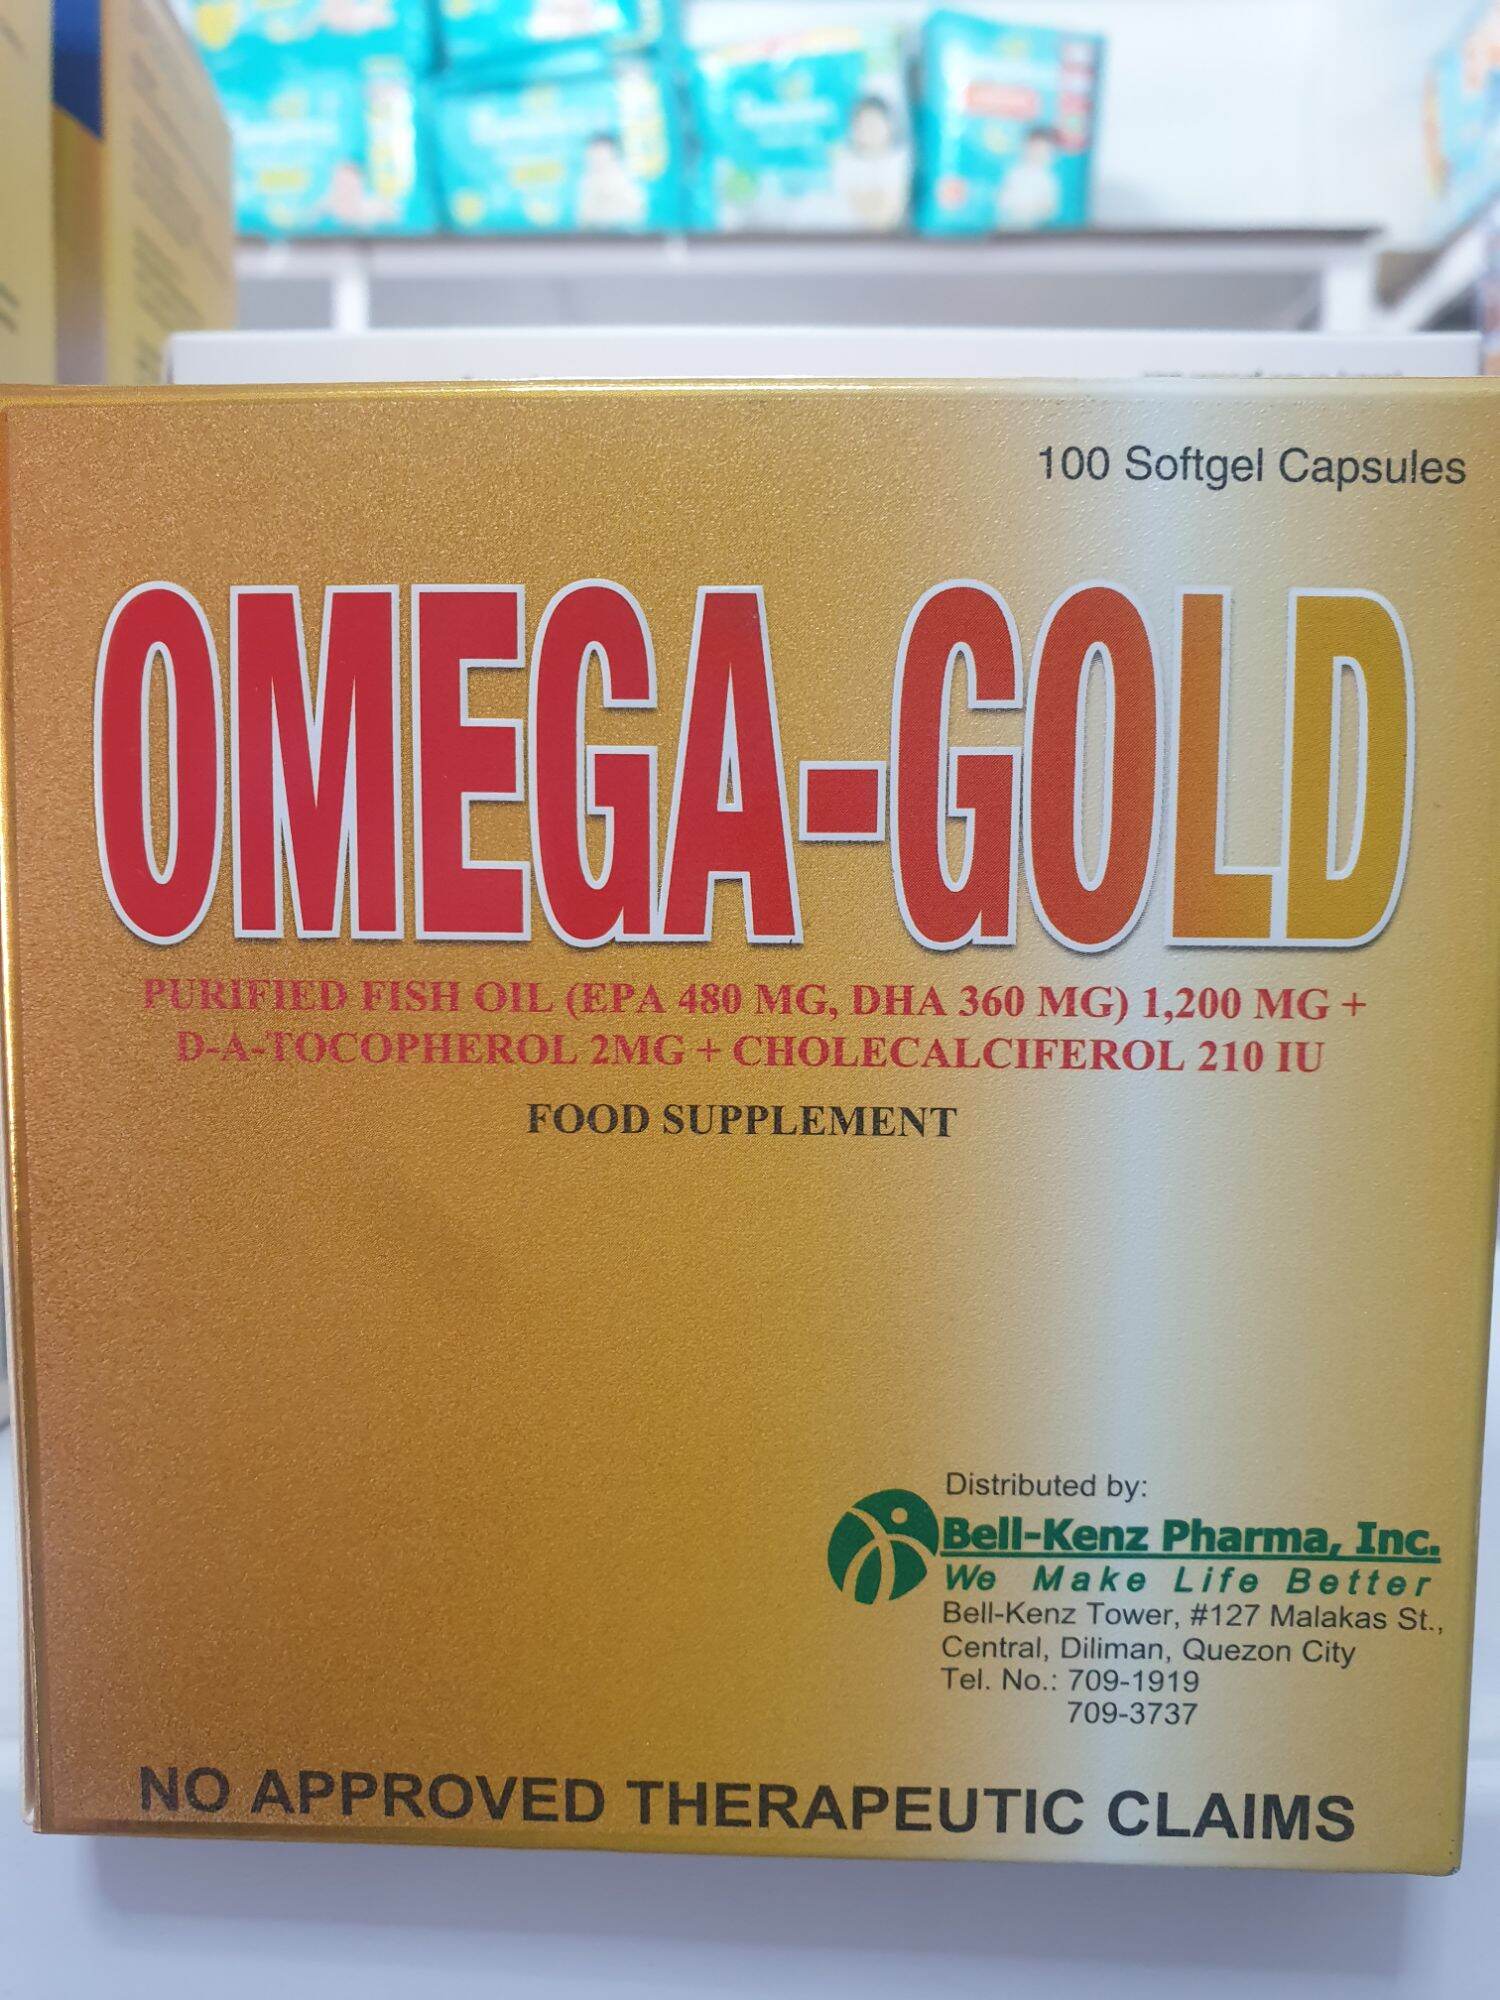 100 Softgel Capsules
OMEGA-GOLD
PURIFIED FISH OIL (EPA 480 MG, DHA 360 MG) 1,200 MG +
D-A-TOCOPHEROL 2MG + CHOLECALCIFEROL 210 IU
FOOD SUPPLEMENT
Distributed by:
Bell-Kenz Pharma, Inc.
We Make Life Better
Bell-Kenz Tower, #127 Malakas St.,
Central, Diliman, Quezon City
Tel. No.: 709-1919
709-3737
NO APPROVED THERAPEUTIC CLAIMS